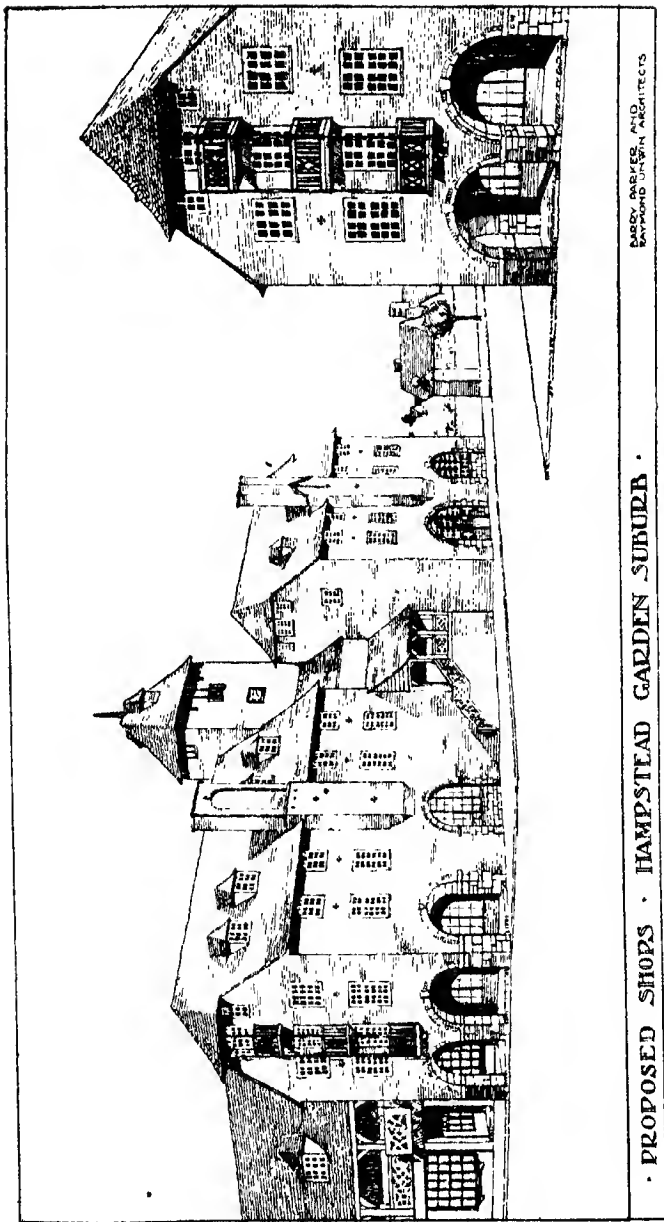 BARRY PARKER AND
RAYMOND UNWIN ARCHITECTS
· PROPOSED SHOPS · HAMPSTEAD GARDEN SUBURB ·